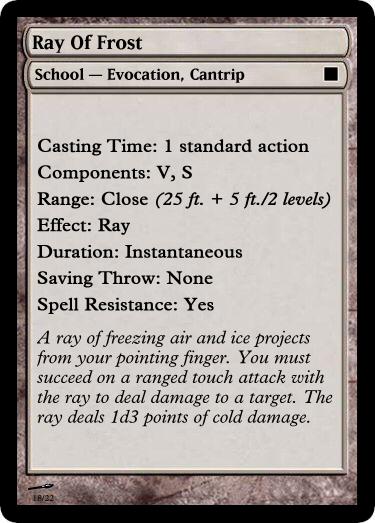 Ray Of Frost
School — Evocation, Cantrip
Casting Time: 1 standard action
Components: V, S
Range: Close (25 ft. + 5 ft./2 levels)
Effect: Ray
Duration: Instantaneous
Saving Throw: None
Spell Resistance: Yes
A ray of freezing air and ice projects
from your pointing finger. You must
succeed on a ranged touch attack with
the ray to deal damage to a target. The
ray deals 1d3 points of cold damage.
18/22